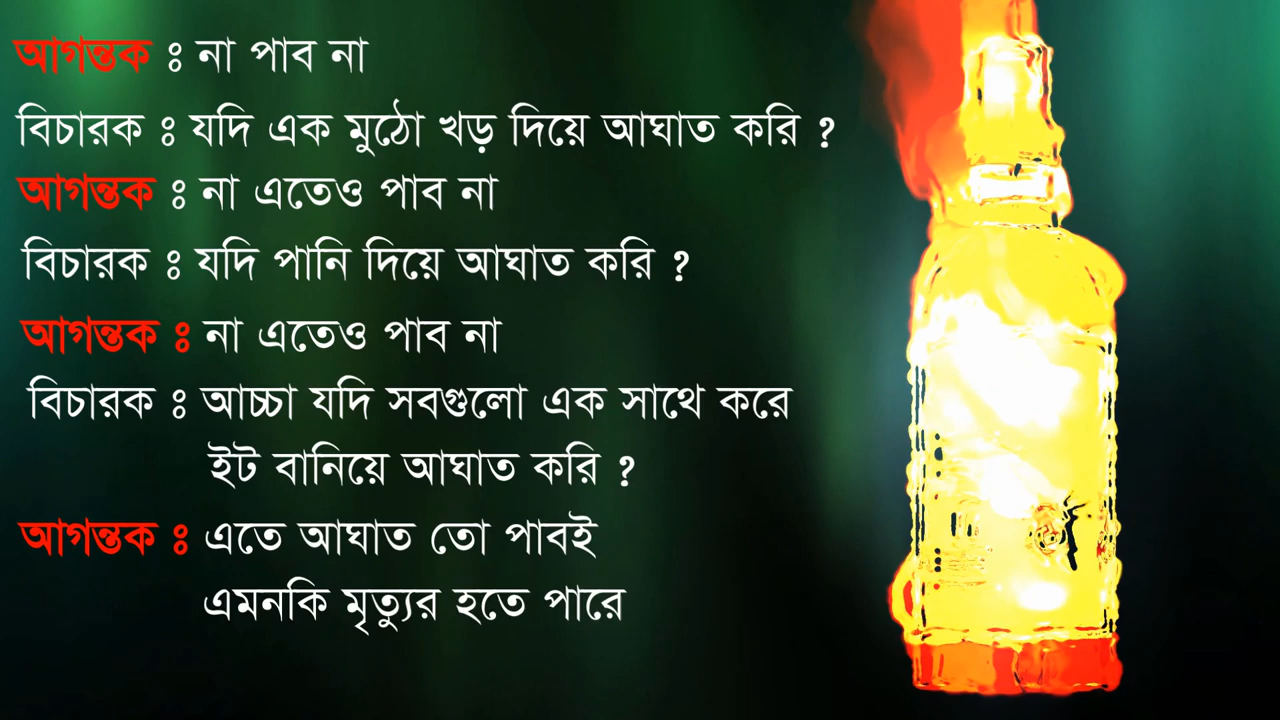 আগন্তক ঃ না পাব না
বিচারক ঃ যদি এক মুঠো খড় দিয়ে আঘাত করি ?
আগন্তক ঃ না এতেও পাব না
বিচারক ঃ যদি পানি দিয়ে আঘাত করি ?
আগন্তক ঃ না এতেও পাব না
বিচারক ঃ আচ্চা যদি সবগুলো এক সাথে করে
ইট বানিয়ে আঘাত করি ?
আগন্তক ঃ এতে আঘাত তো পাবই
এমনকি মৃত্যুর হতে পারে